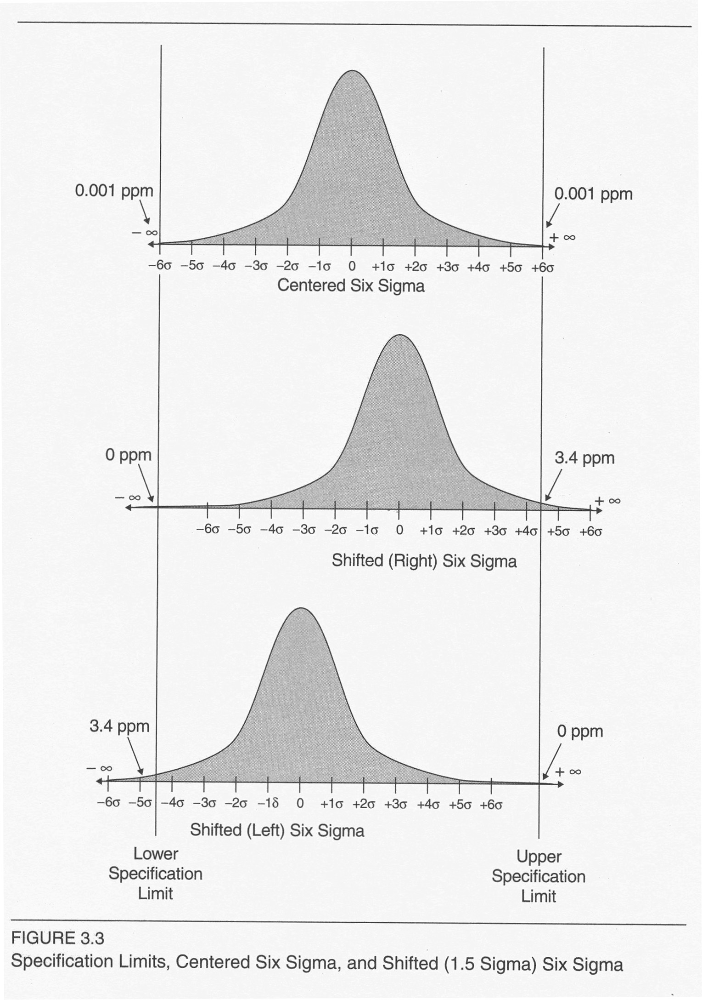 0.001 ppm
0.001 ppm
– ∞
+ ∞
–6σ –5σ –4σ –3σ –2σ –1σ 0 +1σ +2σ +3σ +4σ +5σ +6σ
Centered Six Sigma
0 ppm
3.4 ppm
– ∞
+ ∞
–6σ –5σ –4σ –3σ –2σ –1σ 0 +1σ +2σ +3σ +4σ +5σ +6σ
Shifted (Right) Six Sigma
3.4 ppm
0 ppm
– ∞
+ ∞
–6σ –5σ –4σ –3σ –2σ –1δ 0 +1σ +2σ +3σ +4σ +5σ +6σ
Shifted (Left) Six Sigma
Lower
Specification
Limit
Upper
Specification
Limit
FIGURE 3.3
Specification Limits, Centered Six Sigma, and Shifted (1.5 Sigma) Six Sigma